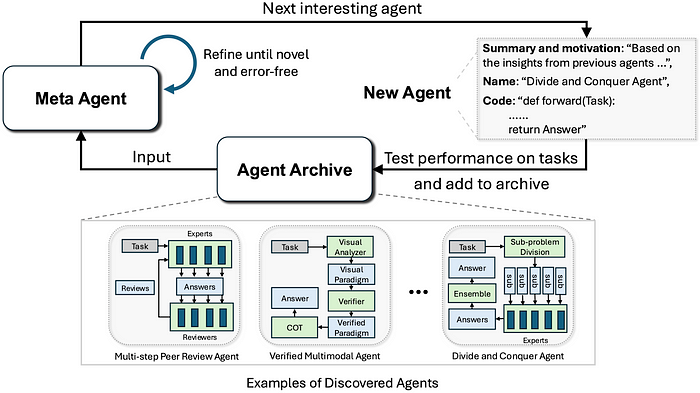 Next interesting agent
Refine until novel
and error-free
Meta Agent
New Agent
Summary and motivation: “Based on
the insights from previous agents ...”,
Name: “Divide and Conquer Agent”,
Code: “def forward(Task):
......
return Answer”
Input
Agent Archive
Test performance on tasks
and add to archive
Experts
Task
Reviews
Answers
Reviewers
Multi-step Peer Review Agent
Task
Visual
Analyzer
Visual
Paradigm
Answer
Verifier
COT
Verified
Paradigm
Verified Multimodal Agent
...
Task
Sub-problem
Division
Answer
sub
sub
sub
sub
sub
Ensemble
Answers
Experts
Divide and Conquer Agent
Examples of Discovered Agents